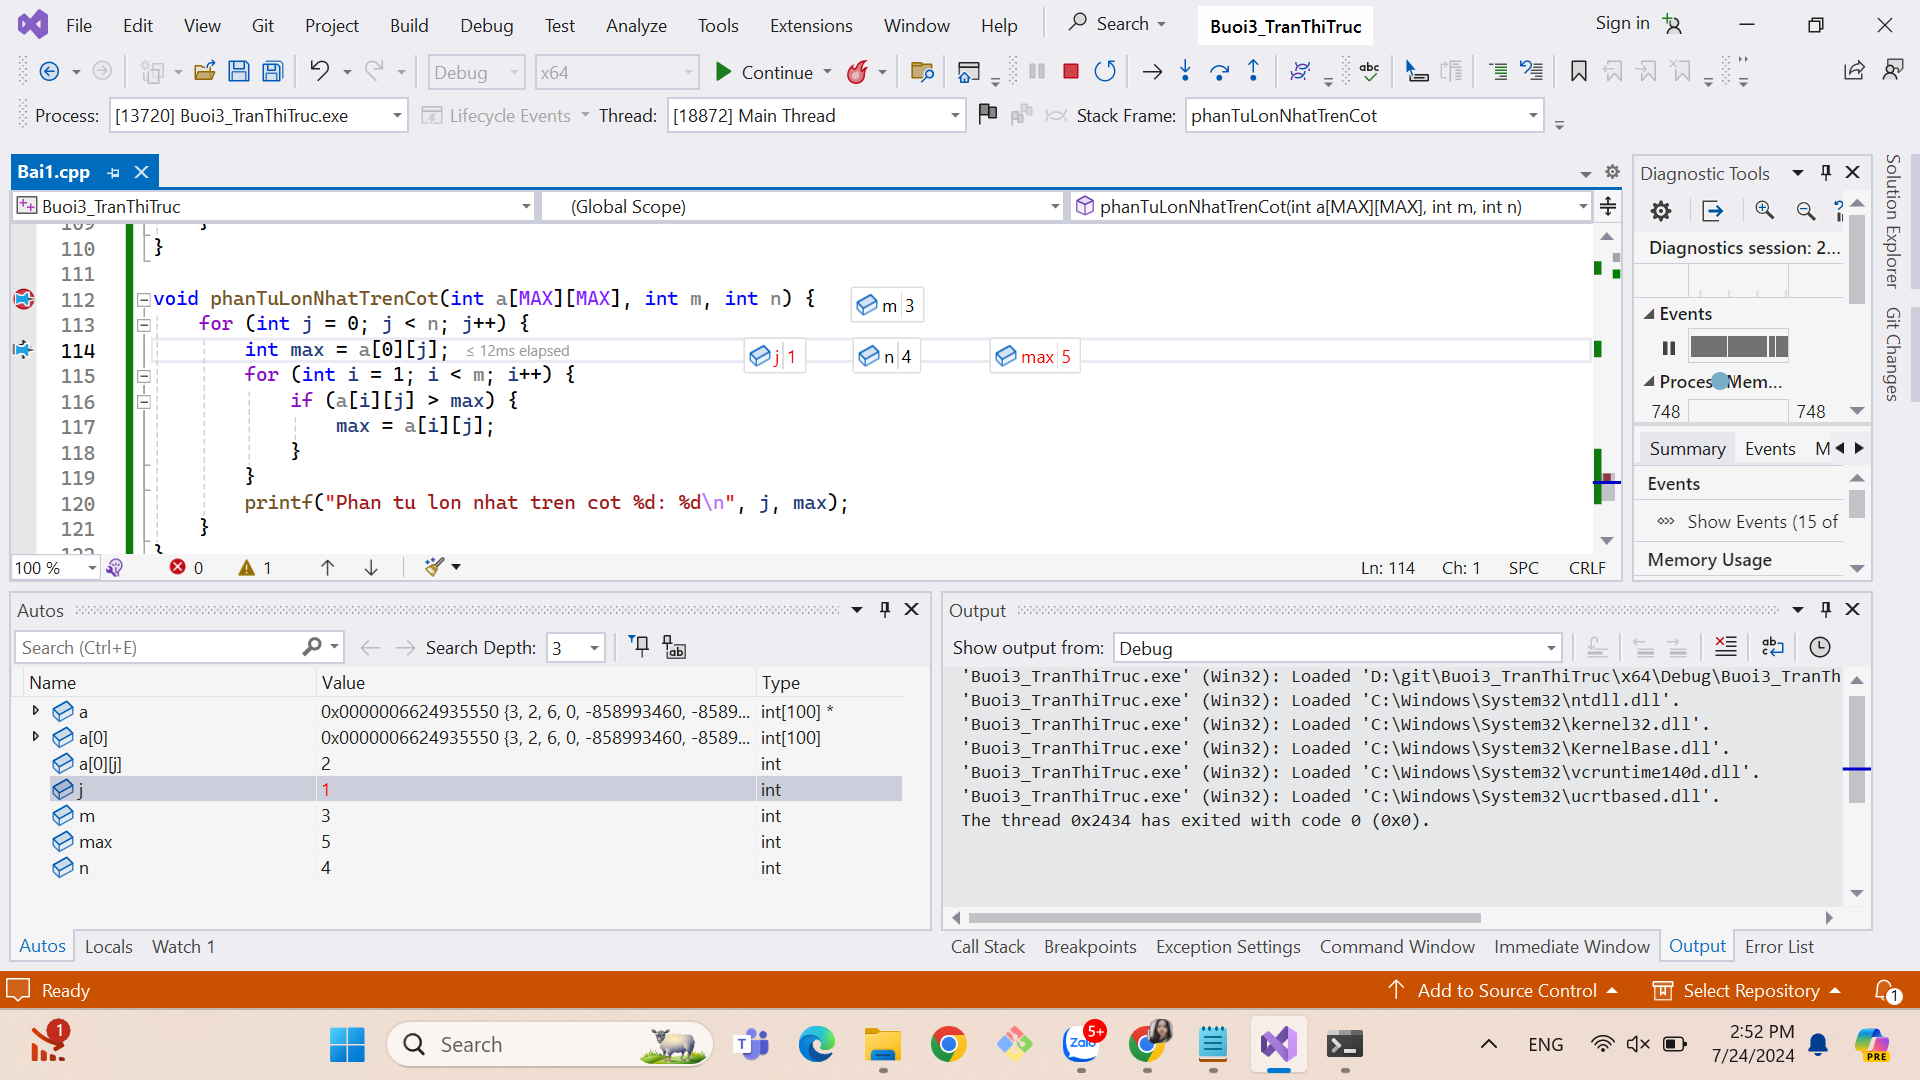 File Edit View Git Project Build Debug Test Analyze Tools Extensions Window Help Search Buoi3_TranThiTruc Sign in
Debug x64 Continue abc
Process: [13720] Buoi3_TranThiTruc.exe Lifecycle Events Thread: [18872] Main Thread Stack Frame: phanTuLonNhatTrenCot
Bai1.cpp
Buoi3_TranThiTruc (Global Scope) phanTuLonNhatTrenCot(int a[MAX][MAX], int m, int n)
109 }
110 }
111
112 void phanTuLonNhatTrenCot(int a[MAX][MAX], int m, int n) { m 3
113 for (int j = 0; j < n; j++) {
114 int max = a[0][j]; ≤ 12ms elapsed j 1 n 4 max 5
115 for (int i = 1; i < m; i++) {
116 if (a[i][j] > max) {
117 max = a[i][j];
118 }
119 }
120 printf("Phan tu lon nhat tren cot %d: %d\n", j, max);
121 }
122 }
100 % 0 1 Ln: 114 Ch: 1 SPC CRLF
Diagnostic Tools
Diagnostics session: 2...
Events
Proces Mem...
748 748
Summary Events M
Events
Show Events (15 of
Memory Usage
Solution Explorer
Git Changes
Autos
Search (Ctrl+E) Search Depth: 3
Name Value Type
a 0x0000006624935550 {3, 2, 6, 0, -858993460, -8589... int[100] *
a[0] 0x0000006624935550 {3, 2, 6, 0, -858993460, -8589... int[100]
a[0][j] 2 int
j 1 int
m 3 int
max 5 int
n 4 int
Autos Locals Watch 1
Output
Show output from: Debug
'Buoi3_TranThiTruc.exe' (Win32): Loaded 'D:\git\Buoi3_TranThiTruc\x64\Debug\Buoi3_TranTh
'Buoi3_TranThiTruc.exe' (Win32): Loaded 'C:\Windows\System32\ntdll.dll'.
'Buoi3_TranThiTruc.exe' (Win32): Loaded 'C:\Windows\System32\kernel32.dll'.
'Buoi3_TranThiTruc.exe' (Win32): Loaded 'C:\Windows\System32\KernelBase.dll'.
'Buoi3_TranThiTruc.exe' (Win32): Loaded 'C:\Windows\System32\vcruntime140d.dll'.
'Buoi3_TranThiTruc.exe' (Win32): Loaded 'C:\Windows\System32\ucrtbased.dll'.
The thread 0x2434 has exited with code 0 (0x0).
Call Stack Breakpoints Exception Settings Command Window Immediate Window Output Error List
Ready Add to Source Control Select Repository 1
1 Search Zalo 5+ ENG 2:52 PM
7/24/2024 PRE